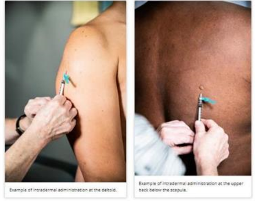 Example of intradermal administration at the deltoid.
Example of intradermal administration at the upper
back below the scapula.